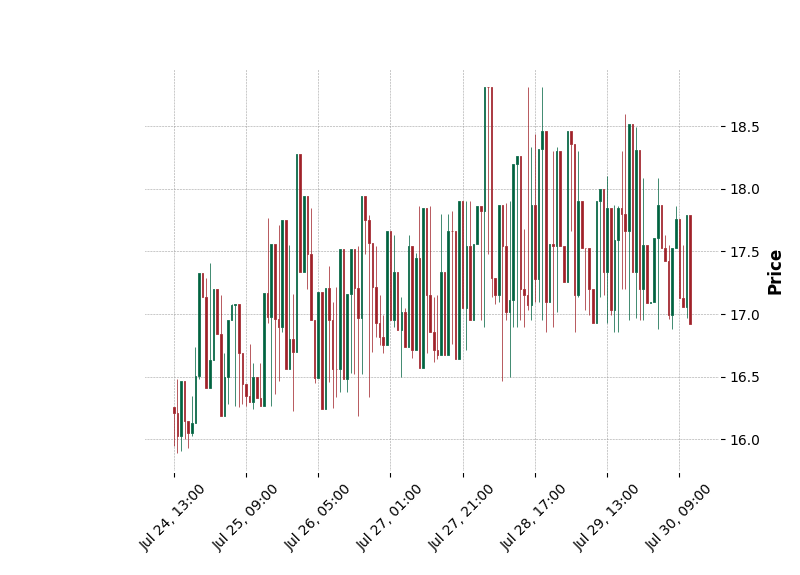 18.5
18.0
17.5
17.0
16.5
16.0
Price
Jul 24, 13:00
Jul 25, 09:00
Jul 26, 05:00
Jul 27, 01:00
Jul 27, 21:00
Jul 28, 17:00
Jul 29, 13:00
Jul 30, 09:00